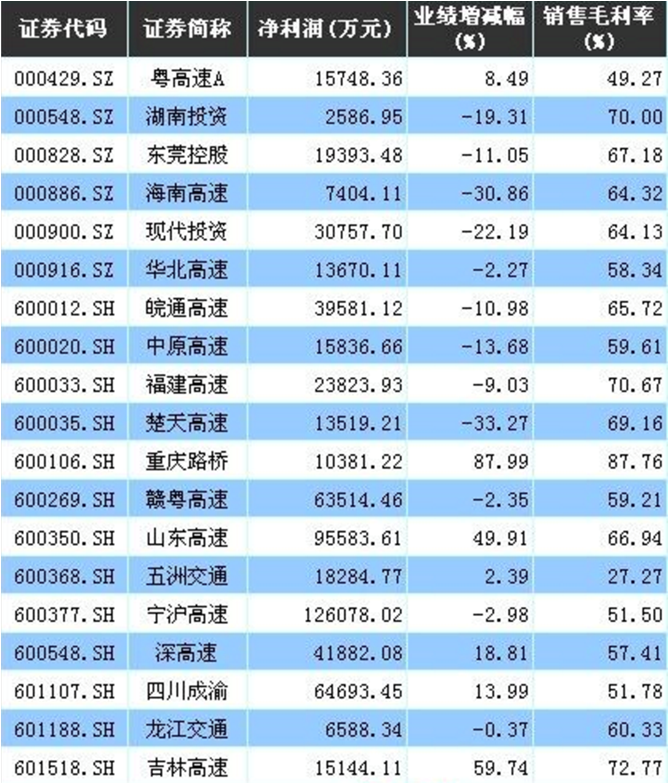 证券代码 证券简称 净利润(万元) 业绩增减幅(%) 销售毛利率(%)
000429.SZ 粤高速A 15748.36 8.49 49.27
000548.SZ 湖南投资 2586.95 -19.31 70.00
000828.SZ 东莞控股 19393.48 -11.05 67.18
000886.SZ 海南高速 7404.11 -30.86 64.32
000900.SZ 现代投资 30757.70 -22.19 64.13
000916.SZ 华北高速 13670.11 -2.27 58.34
600012.SH 皖通高速 39581.12 -10.98 65.72
600020.SH 中原高速 15836.66 -13.68 59.61
600033.SH 福建高速 23823.93 -9.03 70.67
600035.SH 楚天高速 13519.21 -33.27 69.16
600106.SH 重庆路桥 10381.22 87.99 87.76
600269.SH 赣粤高速 63514.46 -2.35 59.21
600350.SH 山东高速 95583.61 49.91 66.94
600368.SH 五洲交通 18284.77 2.39 27.27
600377.SH 宁沪高速 126078.02 -2.98 51.50
600548.SH 深高速 41882.08 18.81 57.41
601107.SH 四川成渝 64693.45 13.99 51.78
601188.SH 龙江交通 6588.34 -0.37 60.33
601518.SH 吉林高速 15144.11 59.74 72.77